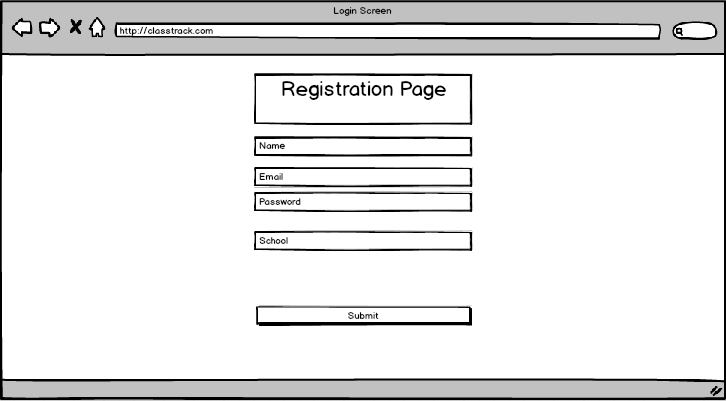 Login Screen
http://classtrack.com
Registration Page
Name
Email
Password
School
Submit